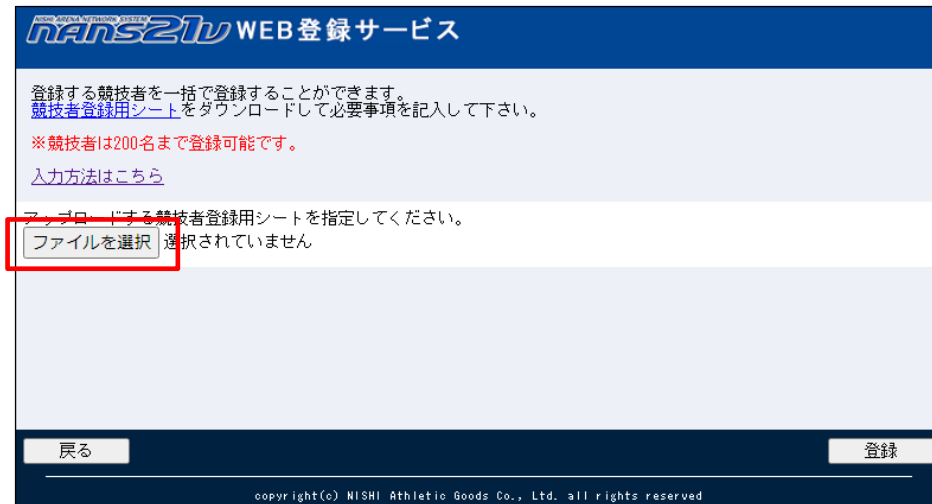 NISHI ARENA NETWORK SYSTEM
nans21v WEB登録サービス
登録する競技者を一括で登録することができます。
競技者登録用シートをダウンロードして必要事項を記入して下さい。
※競技者は200名まで登録可能です。
入力方法はこちら
アップロードする競技者登録用シートを指定してください。
ファイルを選択 選択されていません
戻る 登録
copyright(c) NISHI Athletic Goods Co., Ltd. all rights reserved